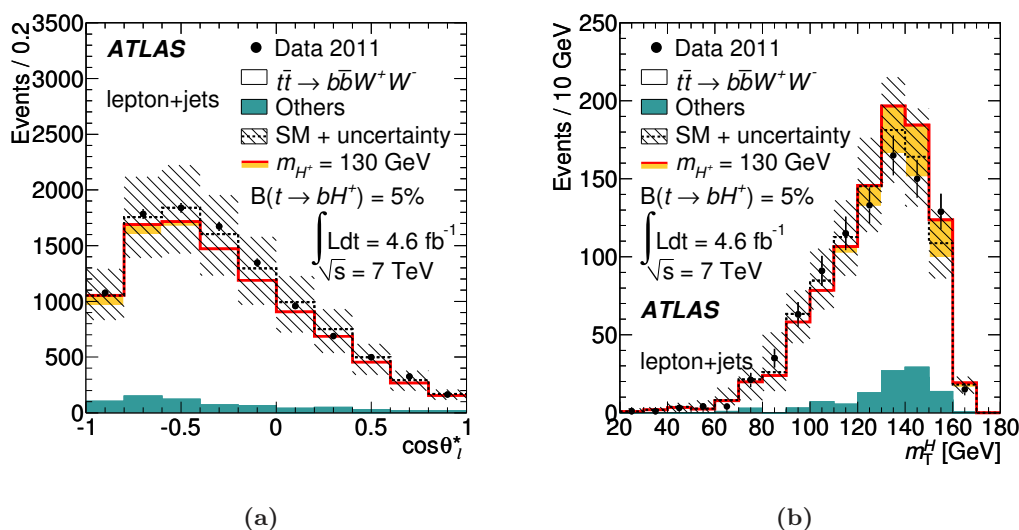 Events / 0.2
3500
3000
2500
2000
1500
1000
500
0
ATLAS
lepton+jets
Data 2011
tt̄ → bb̄W⁺W⁻
Others
SM + uncertainty
m_H⁺ = 130 GeV
B(t → bH⁺) = 5%
∫Ldt = 4.6 fb⁻¹
√s = 7 TeV
-1 -0.5 0 0.5 1
cosθ*_l
(a)
Events / 10 GeV
250
200
150
100
50
0
Data 2011
tt̄ → bb̄W⁺W⁻
Others
SM + uncertainty
m_H⁺ = 130 GeV
B(t → bH⁺) = 5%
∫Ldt = 4.6 fb⁻¹
√s = 7 TeV
ATLAS
lepton+jets
20 40 60 80 100 120 140 160 180
m_T^H [GeV]
(b)